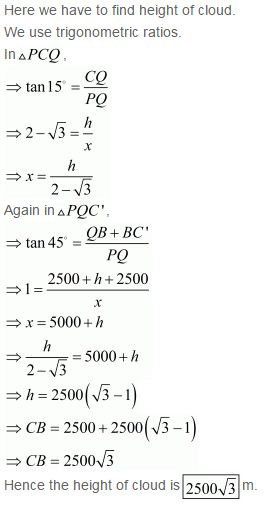 Here we have to find height of cloud.
We use trigonometric ratios.
In △PCQ,
⇒ tan 15° = CQ/PQ
⇒ 2−√3 = h/x
⇒ x = h/(2−√3)
Again in △PQC',
⇒ tan 45° = (QB + BC')/PQ
⇒ 1 = (2500 + h + 2500)/x
⇒ x = 5000 + h
⇒ h/(2−√3) = 5000 + h
⇒ h = 2500(√3 −1)
⇒ CB = 2500 + 2500(√3 −1)
⇒ CB = 2500√3
Hence the height of cloud is 2500√3 m.